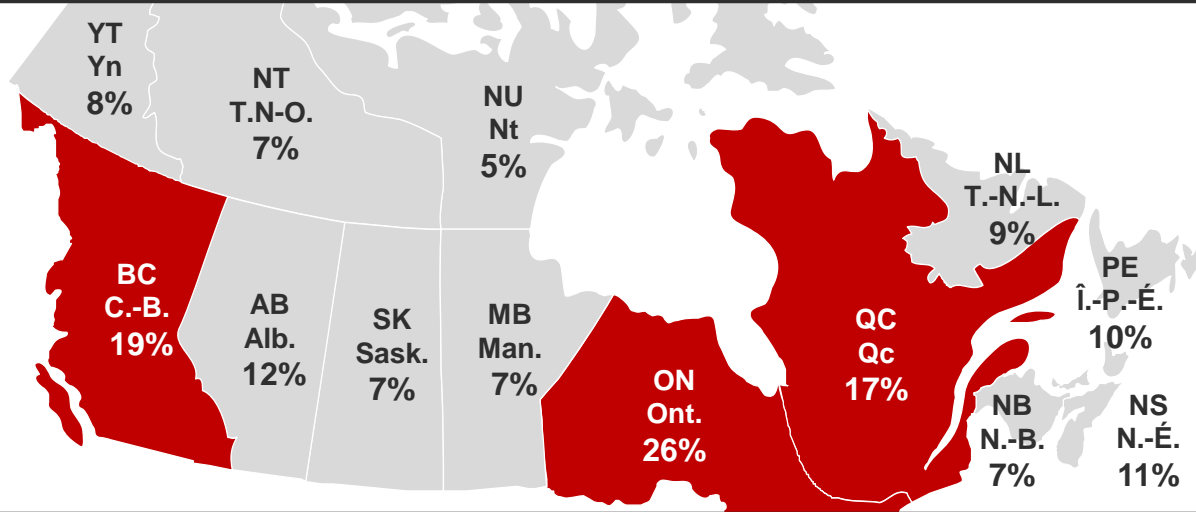 YT
Yn
8%
NT
T.N-O.
7%
NU
Nt
5%
NL
T.-N.-L.
9%
BC
C.-B.
19%
AB
Alb.
12%
SK
Sask.
7%
MB
Man.
7%
ON
Ont.
26%
QC
Qc
17%
PE
Î.-P.-É.
10%
NB
N.-B.
7%
NS
N.-É.
11%